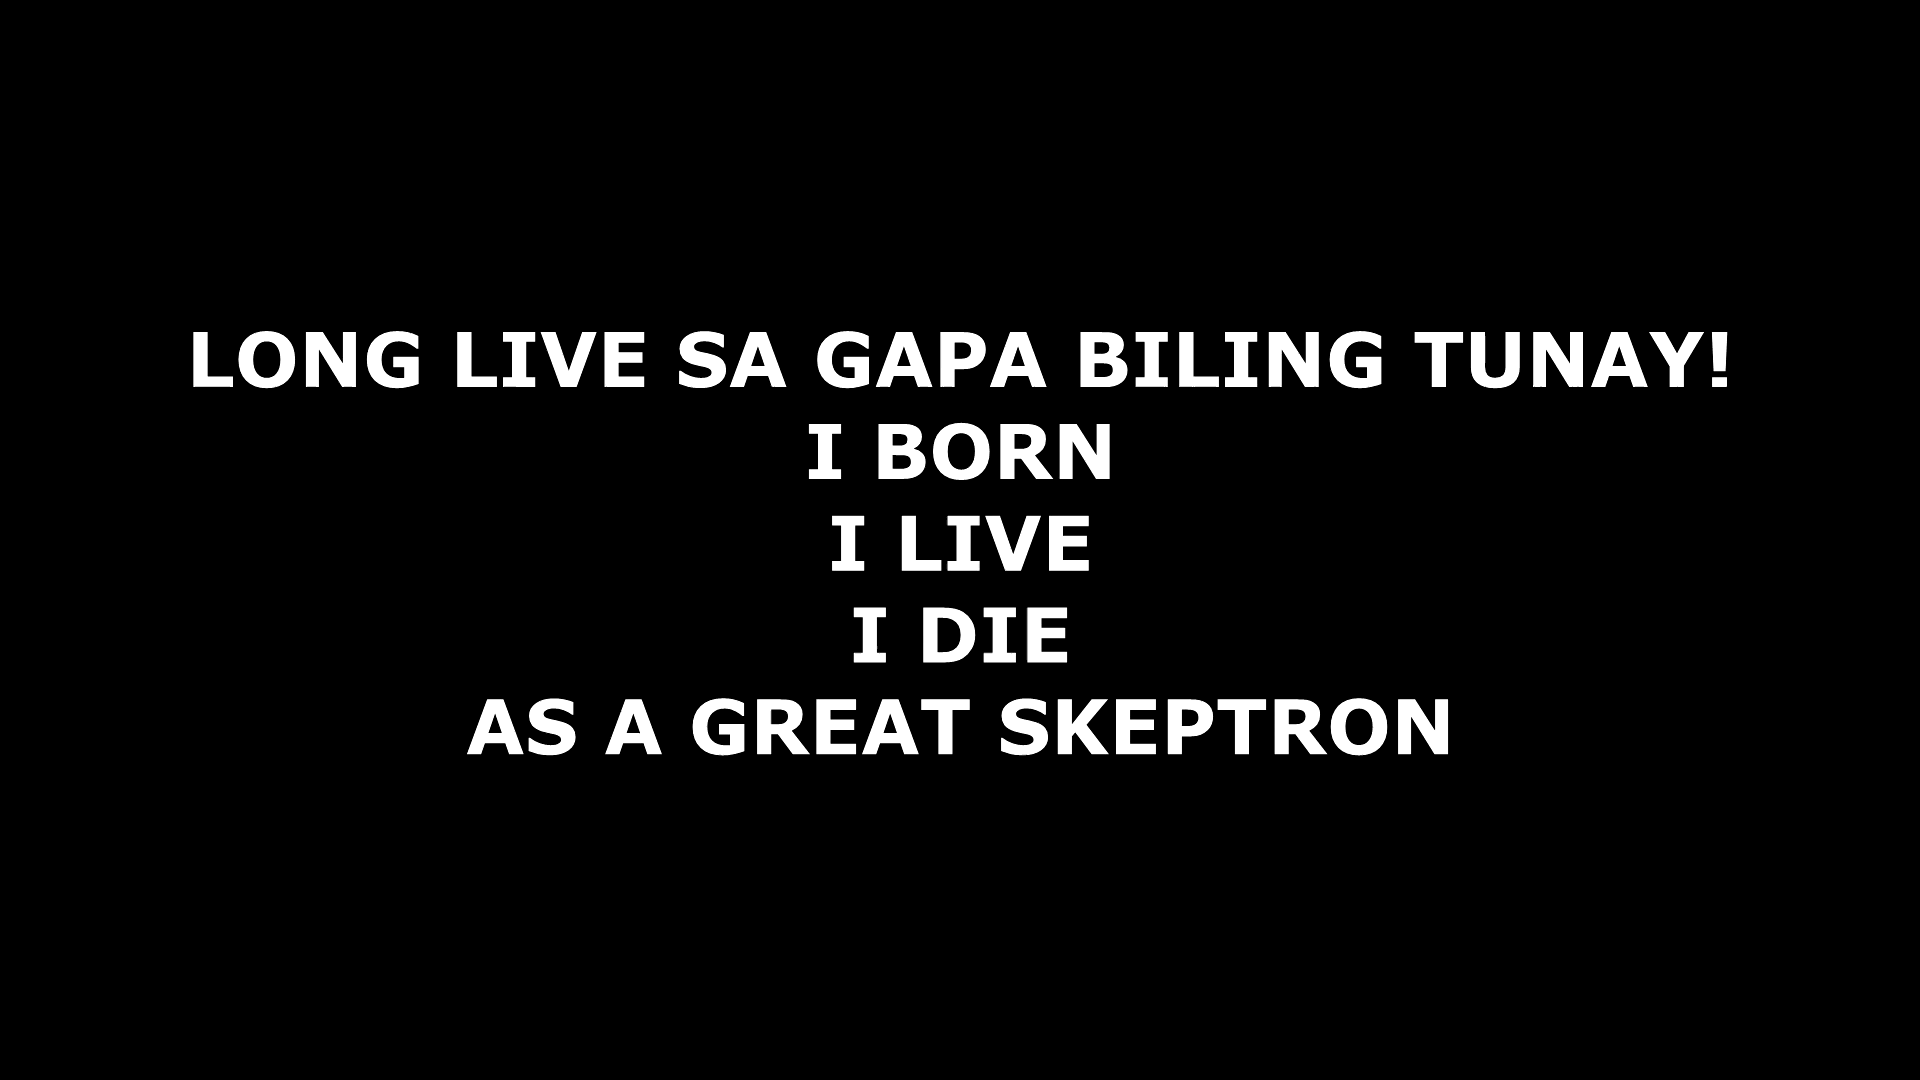 LONG LIVE SA GAPA BILING TUNAY!
I BORN
I LIVE
I DIE
AS A GREAT SKEPTRON